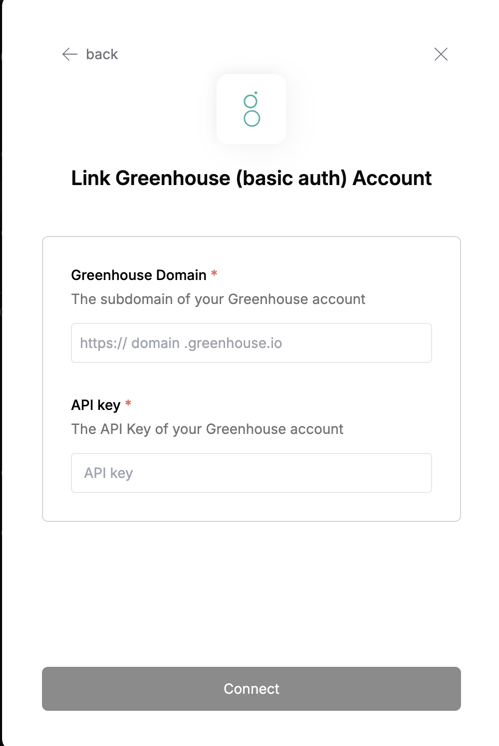 back
Link Greenhouse (basic auth) Account
Greenhouse Domain *
The subdomain of your Greenhouse account
https:// domain .greenhouse.io
API key *
The API Key of your Greenhouse account
API key
Connect